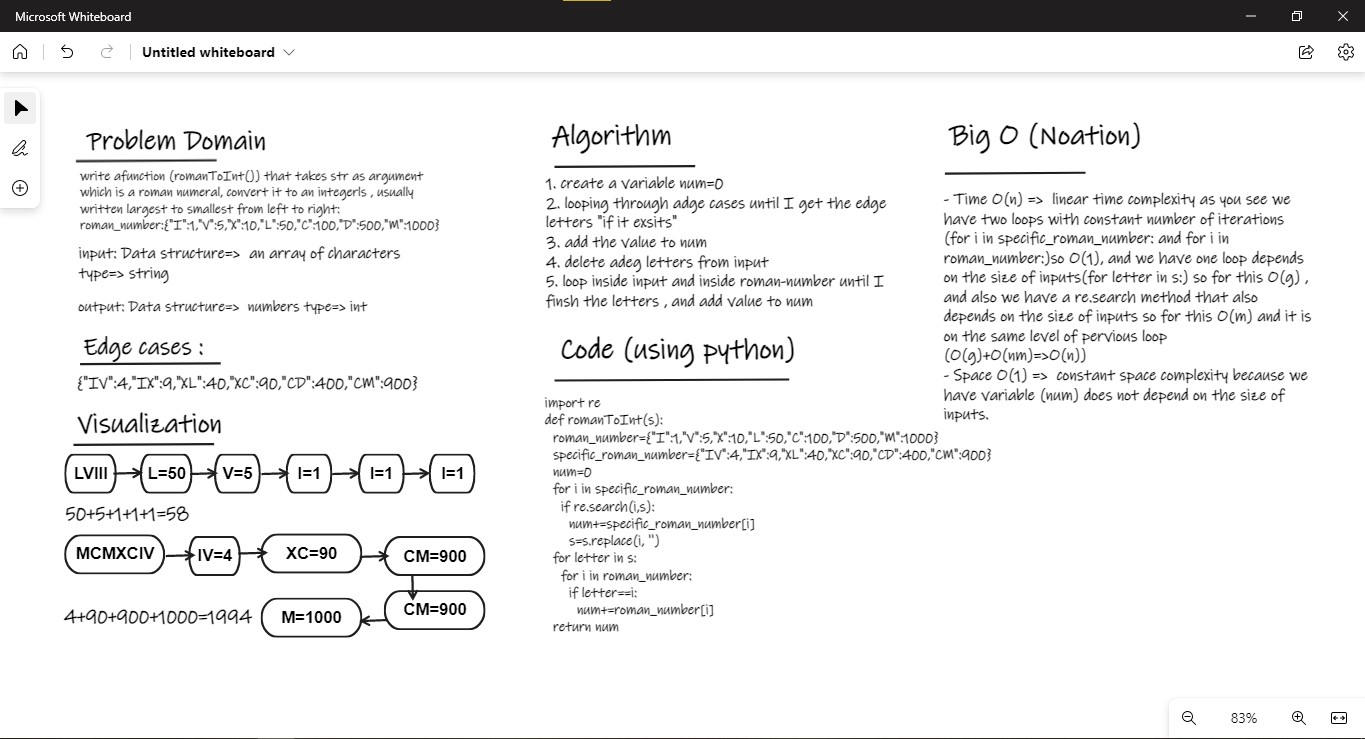 Microsoft Whiteboard
Untitled whiteboard
Problem Domain
write afunction (romanToInt()) that takes str as argument
which is a roman numeral, convert it to an integerls , usually
written largest to smallest from left to right:
roman_number:{"I":1,"V":5,"X":10,"L":50,"C":100,"D":500,"M":1000}
input: Data structure=> an array of characters
type=> string
output: Data structure=> numbers type=> int
Edge cases :
{"IV":4,"IX":9,"XL":40,"XC":90,"CD":400,"CM":900}
Visualization
LVIII
L=50
V=5
I=1
I=1
I=1
50+5+1+1+1=58
MCMXCIV
IV=4
XC=90
CM=900
CM=900
M=1000
4+90+900+1000=1994
Algorithm
1. create a variable num=0
2. looping through adge cases until I get the edge
letters "if it exsits"
3. add the value to num
4. delete adeg letters from input
5. loop inside input and inside roman-number until I
finsh the letters , and add value to num
Code (using python)
import re
def romanToInt(s):
roman_number={"I":1,"V":5,"X":10,"L":50,"C":100,"D":500,"M":1000}
specific_roman_number={"IV":4,"IX":9,"XL":40,"XC":90,"CD":400,"CM":900}
num=0
for i in specific_roman_number:
if re.search(i,s):
num+=specific_roman_number[i]
s=s.replace(i, '')
for letter in s:
for i in roman_number:
if letter==i:
num+=roman_number[i]
return num
Big O (Noation)
- Time O(n) => linear time complexity as you see we
have two loops with constant number of iterations
(for i in specific_roman_number: and for i in
roman_number:)so O(1), and we have one loop depends
on the size of inputs(for letter in s:) so for this O(g) ,
and also we have a re.search method that also
depends on the size of inputs so for this O(m) and it is
on the same level of pervious loop
(O(g)+O(nm)=>O(n))
- Space O(1) => constant space complexity because we
have variable (num) does not depend on the size of
inputs.
83%